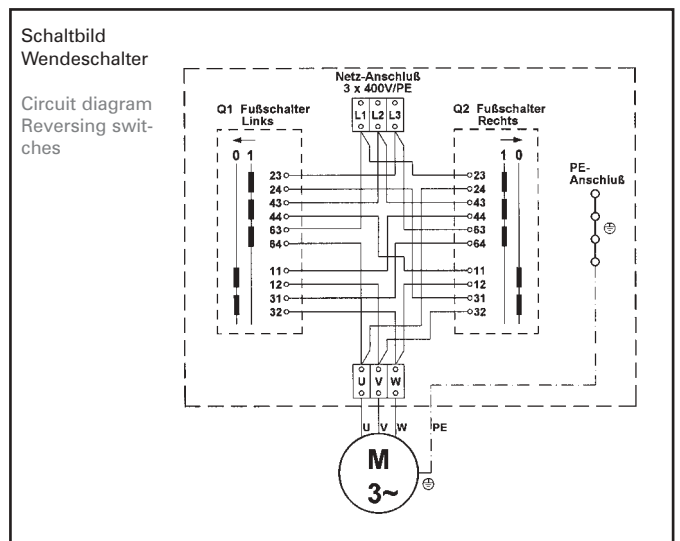 Schaltbild
Wendeschalter
Circuit diagram
Reversing swit-
ches
Netz-Anschluß
3 x 400V/PE
L1 L2 L3
Q1 Fußschalter
Links
0 1
23
24
43
44
63
64
11
12
31
32
Q2 Fußschalter
Rechts
1 0
23
24
43
44
63
64
11
12
31
32
PE-
Anschluß
U V W
U V W PE
M
3~